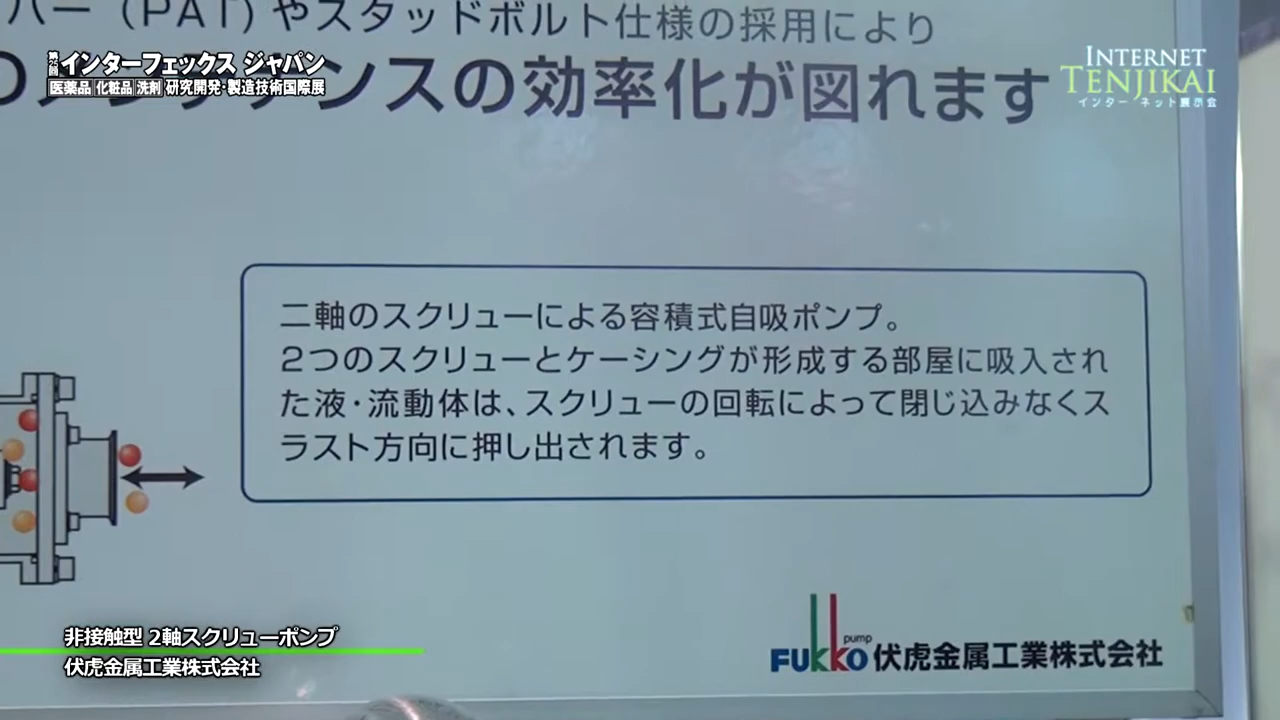 バー（PAT）やスタッドボルト仕様の採用により
インターフェックス ジャパン
医薬品 化粧品 洗剤 研究開発・製造技術国際展
INTERNET
TENJIKAI
インターネット展示会
メンテナンスの効率化が図れます
二軸のスクリューによる容積式自吸ポンプ。
2つのスクリューとケーシングが形成する部屋に吸入され
た液・流動体は、スクリューの回転によって閉じ込みなくス
ラスト方向に押し出されます。
非接触型 2軸スクリューポンプ
伏虎金属工業株式会社
pump
FUKKO 伏虎金属工業株式会社